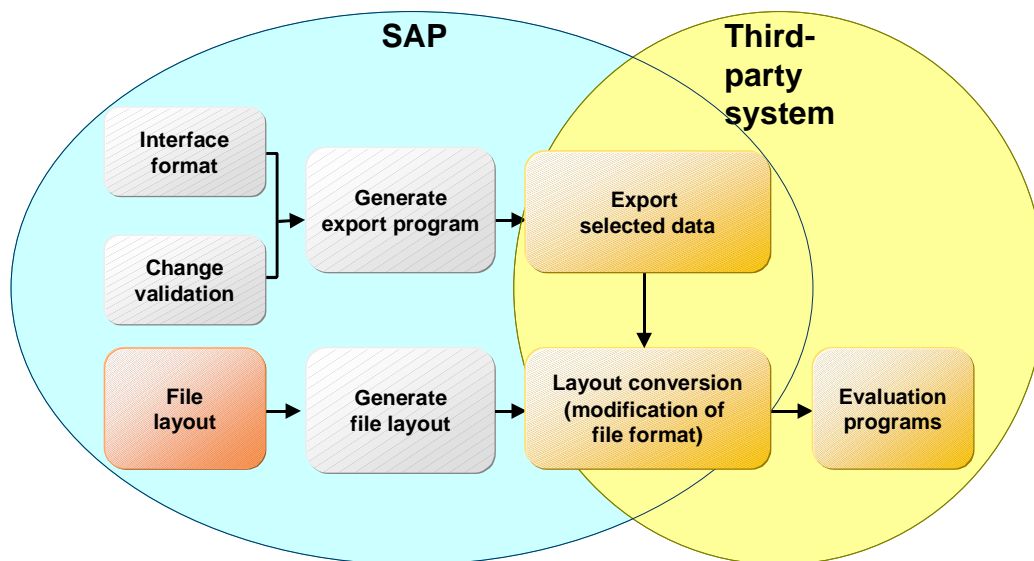 SAP
Third-
party
system
Interface
format
Generate
export program
Export
selected data
Change
validation
File
layout
Generate
file layout
Layout conversion
(modification of
file format)
Evaluation
programs